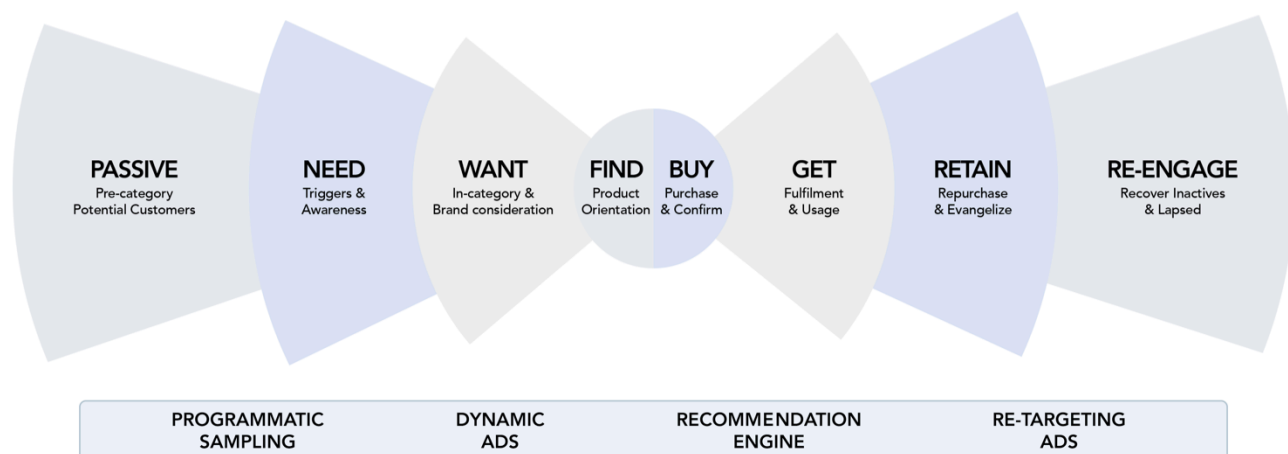 PASSIVE
Pre-category
Potential Customers
NEED
Triggers &
Awareness
WANT
In-category &
Brand consideration
FIND
Product
Orientation
BUY
Purchase
& Confirm
GET
Fulfilment
& Usage
RETAIN
Repurchase
& Evangelize
RE-ENGAGE
Recover Inactives
& Lapsed
PROGRAMMATIC
SAMPLING
DYNAMIC
ADS
RECOMMENDATION
ENGINE
RE-TARGETING
ADS